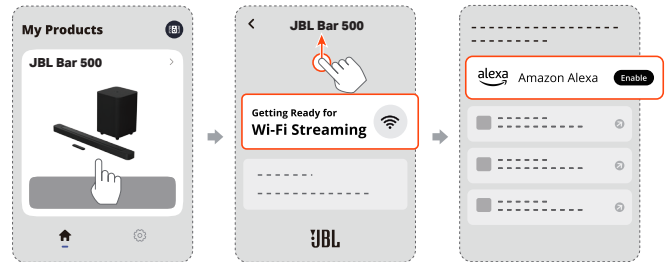 My Products
JBL Bar 500
JBL Bar 500
Getting Ready for
Wi-Fi Streaming
JBL
alexa
Amazon Alexa
Enable